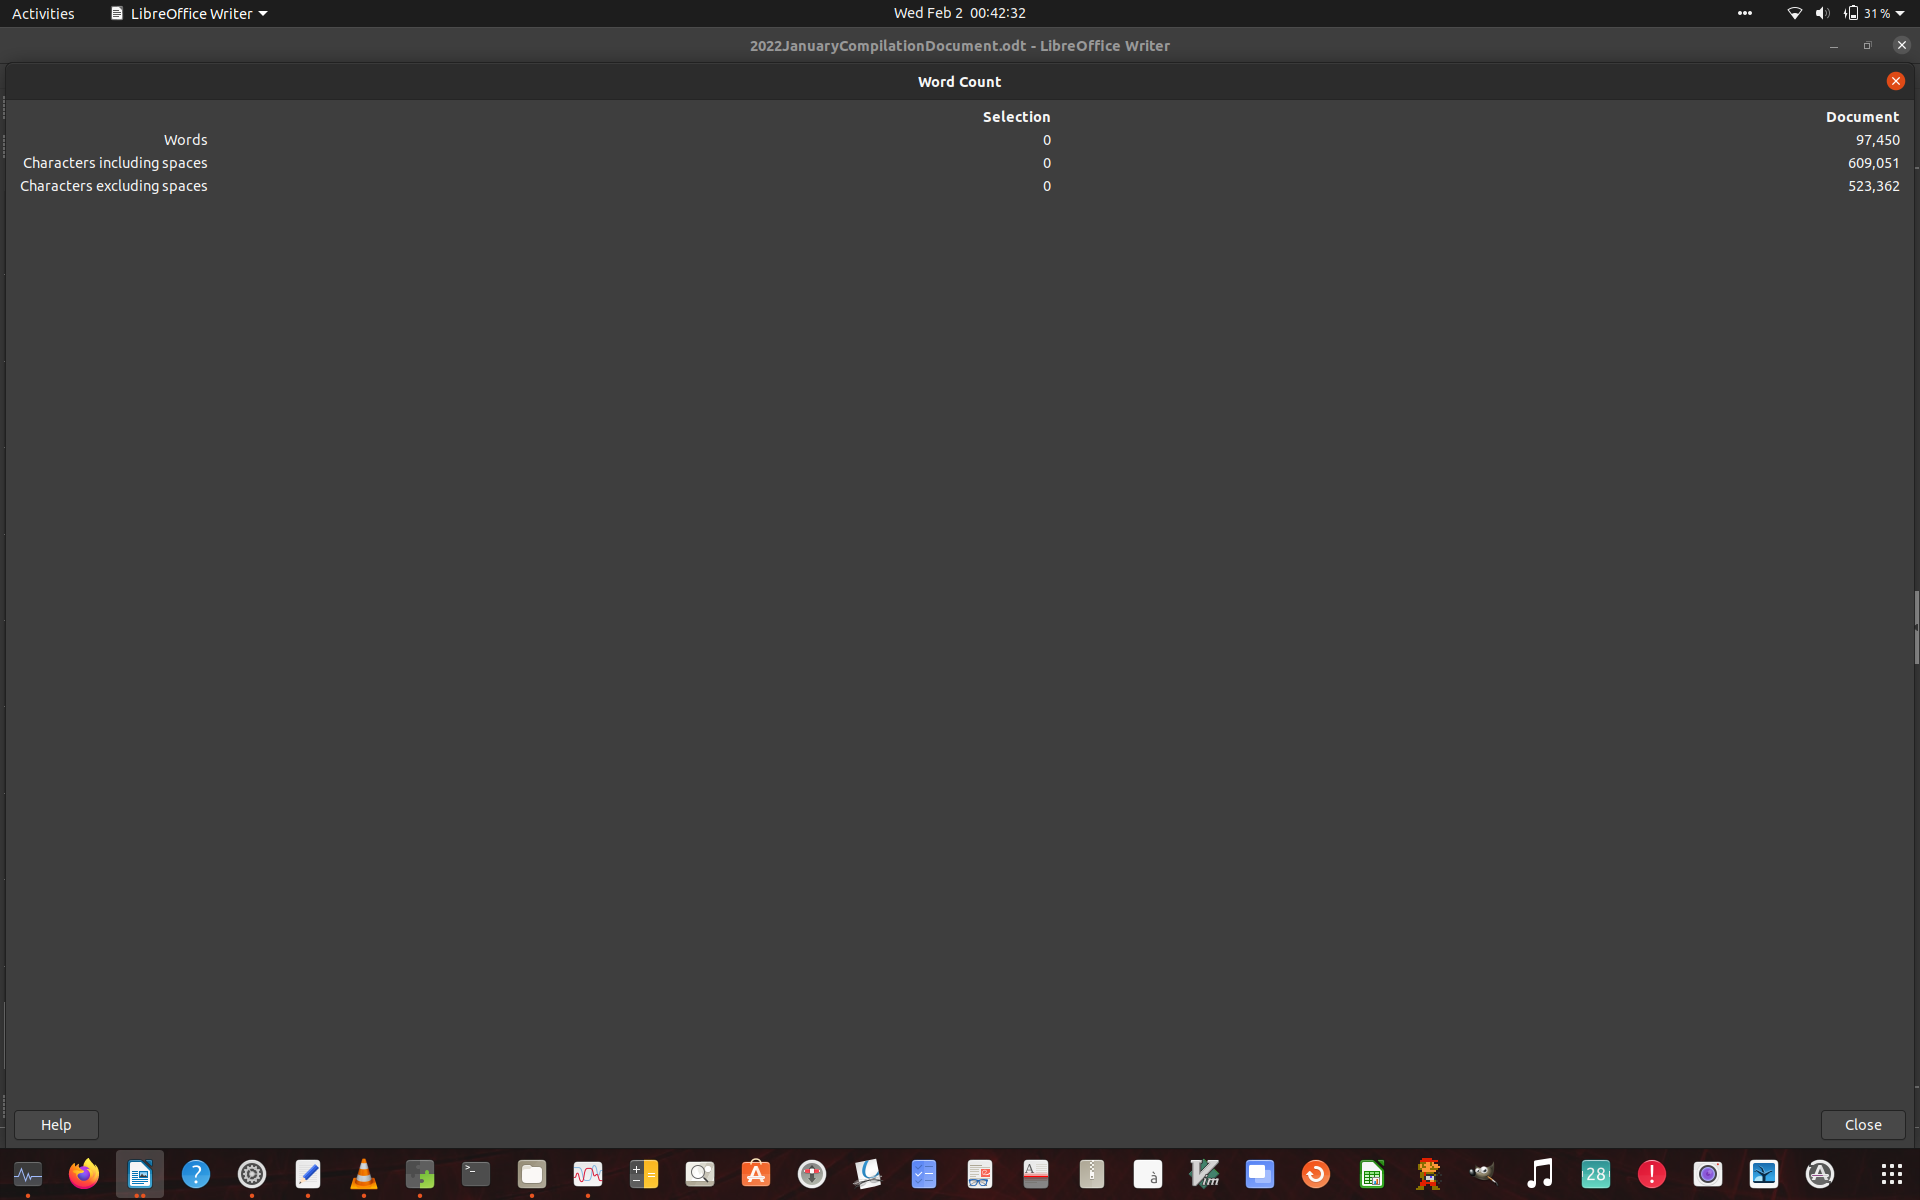 Activities LibreOffice Writer Wed Feb 2 00:42:32 31 %
2022JanuaryCompilationDocument.odt - LibreOffice Writer
Word Count
Selection Document
Words 0 97,450
Characters including spaces 0 609,051
Characters excluding spaces 0 523,362
Help Close
? >_ A à Vim 28 !